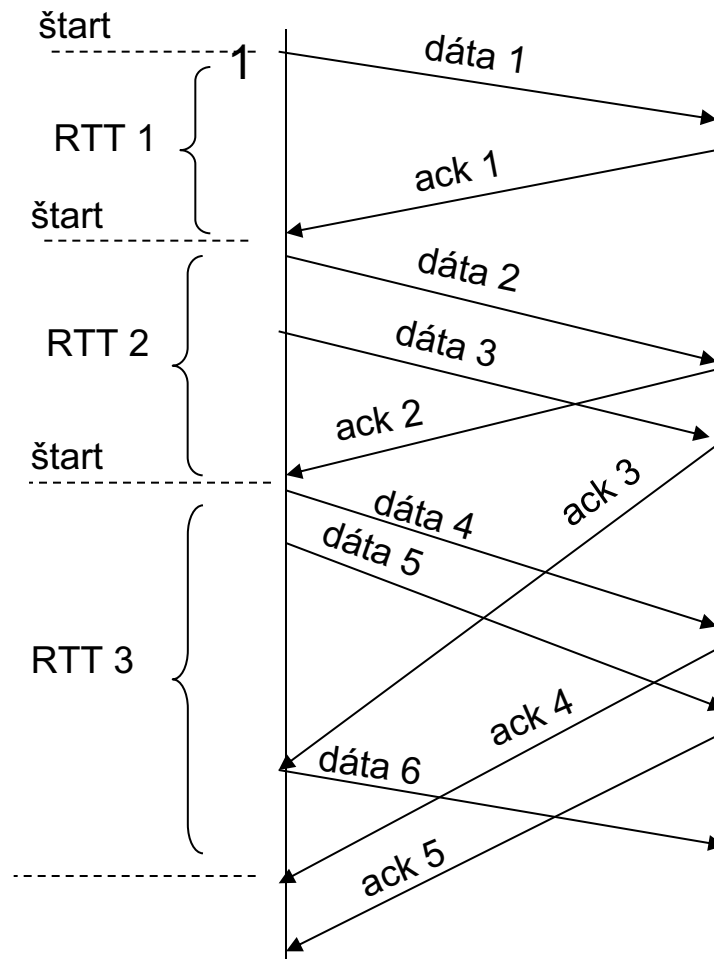 štart
1
dáta 1
RTT 1
ack 1
štart
dáta 2
RTT 2
dáta 3
ack 2
štart
ack 3
dáta 4
dáta 5
RTT 3
ack 4
dáta 6
ack 5